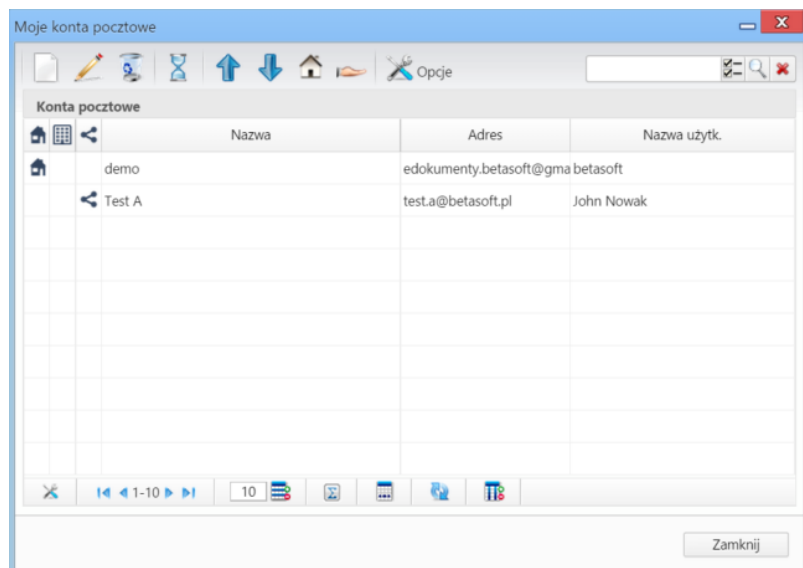 Moje konta pocztowe
Opcje
Konta pocztowe
Nazwa Adres Nazwa użytk.
demo edokumenty.betasoft@gma betasoft
Test A test.a@betasoft.pl John Nowak
1-10 10
Zamknij